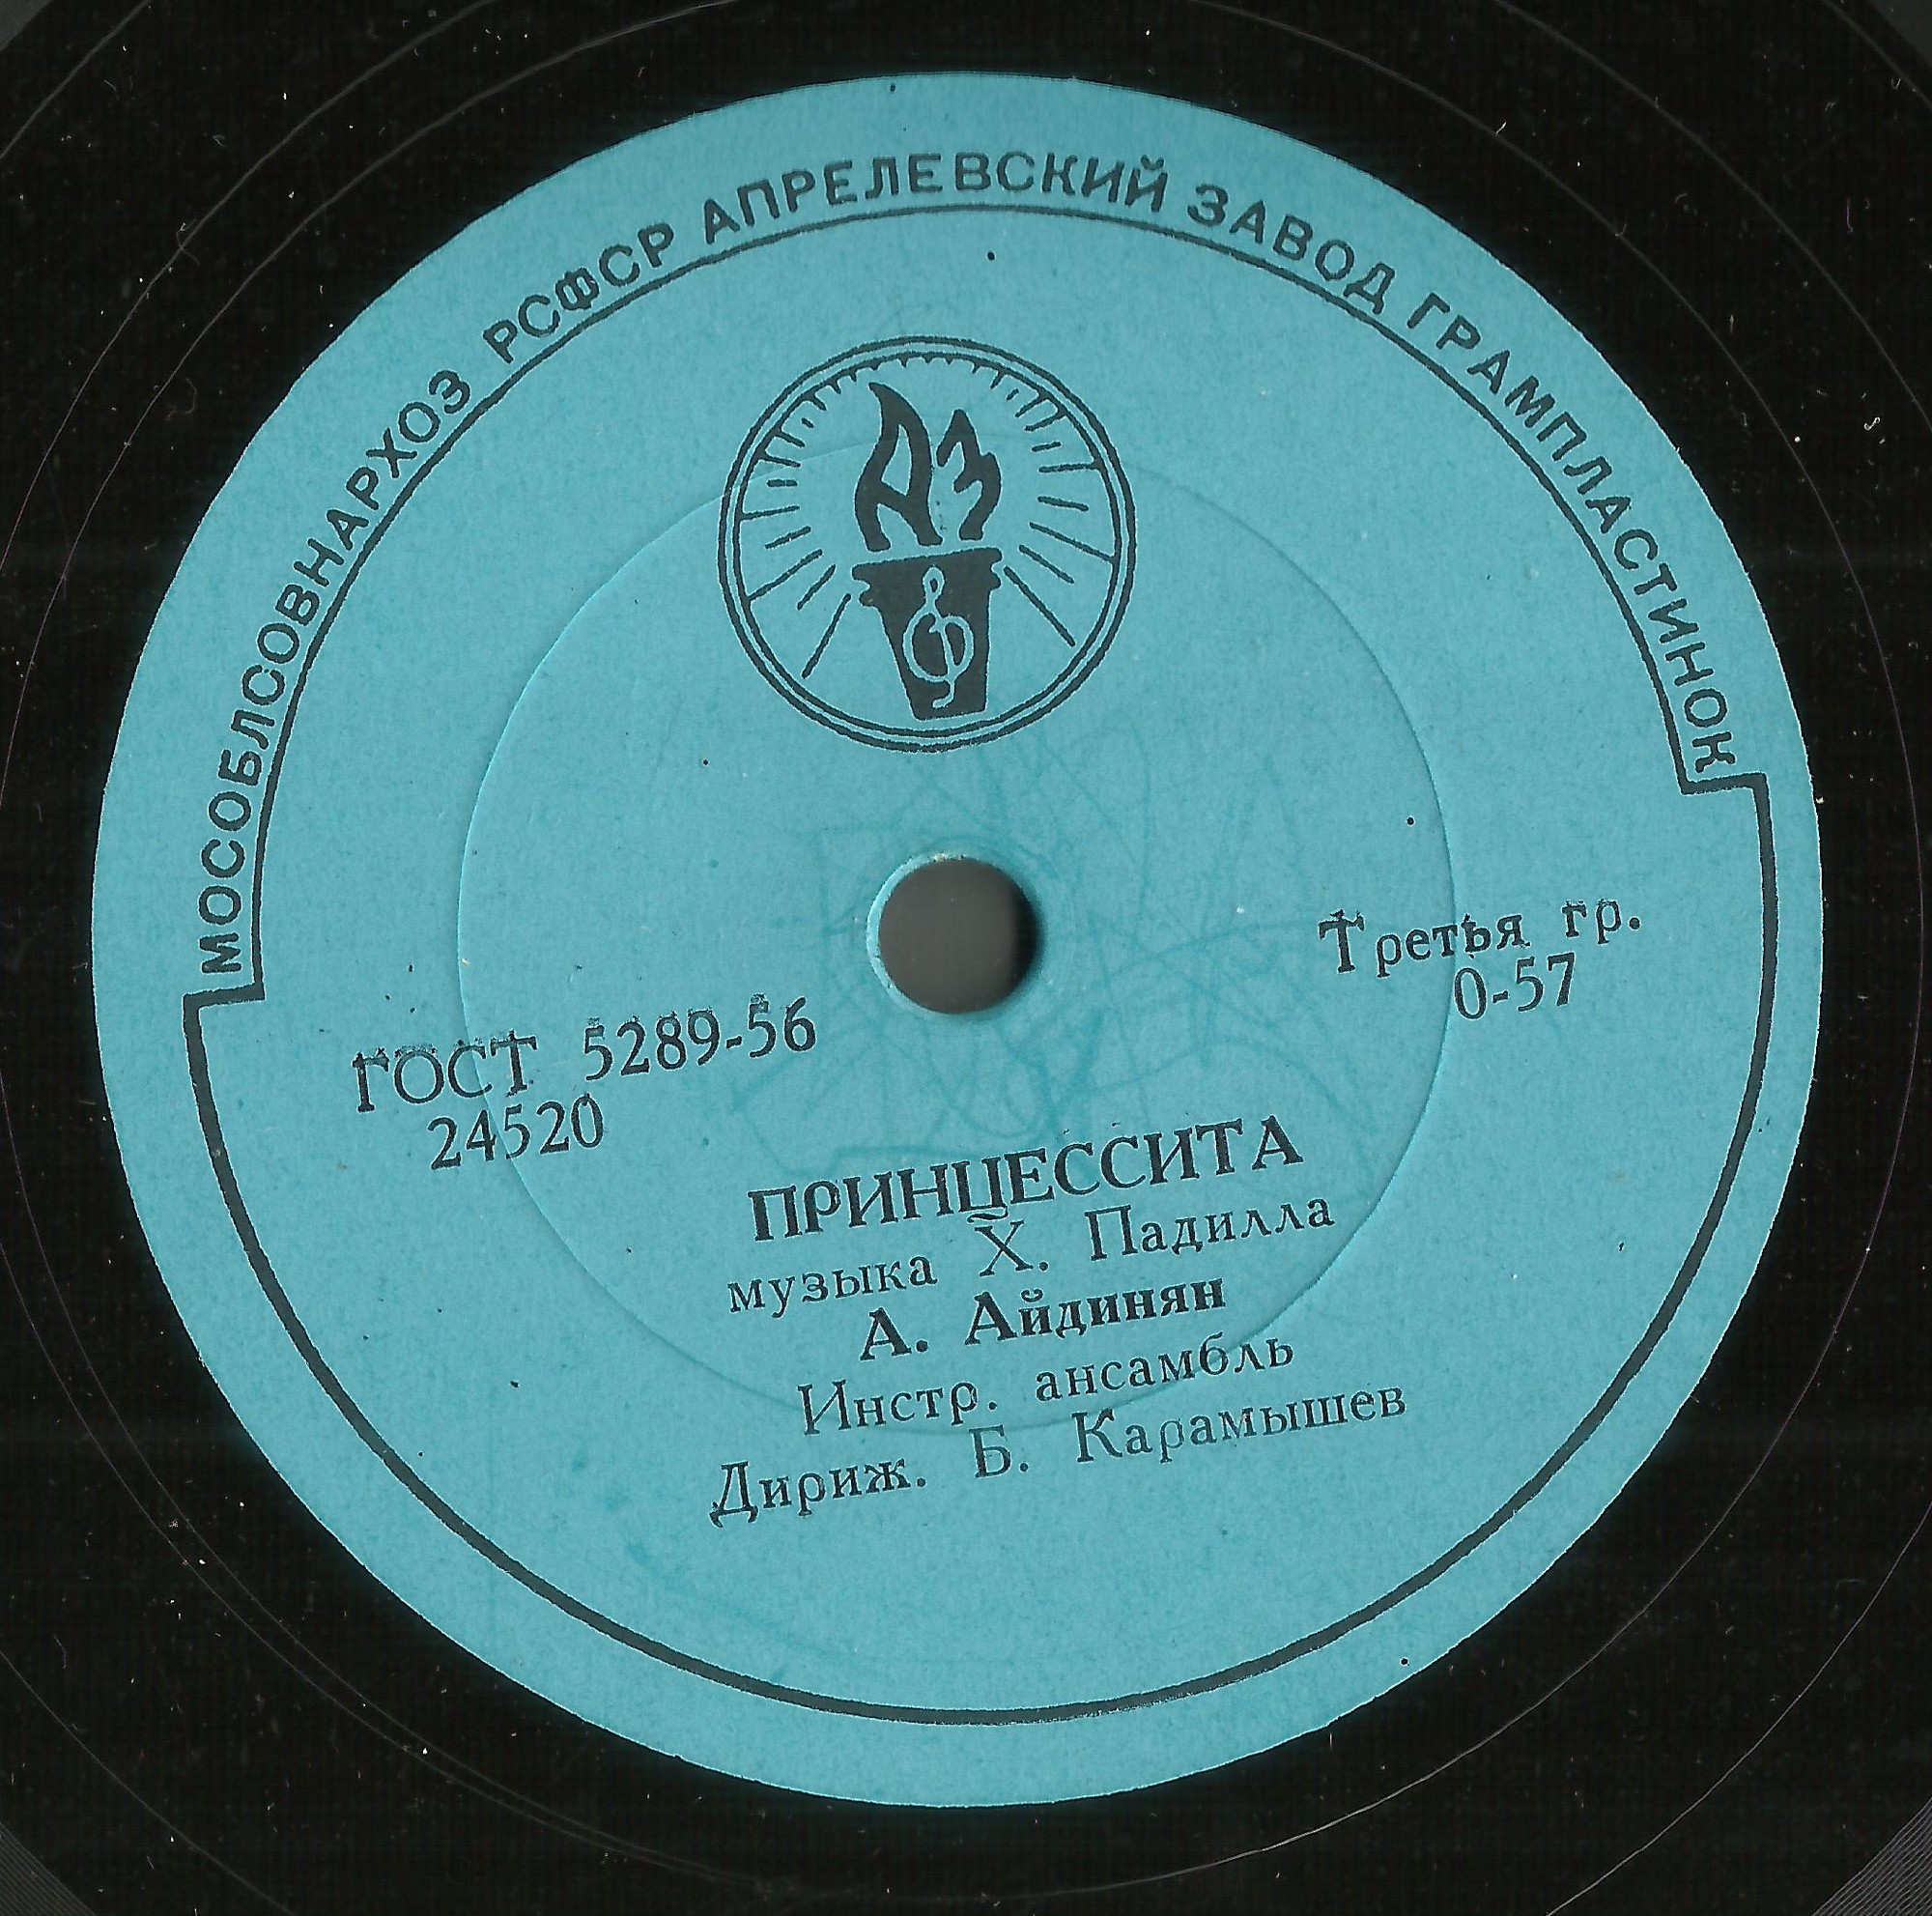 МОСОБЛСОВНАРХОЗ РСФСР АПРЕЛЕВСКИЙ ЗАВОД ГРАМПЛАСТИНОК
АЗ
ГОСТ 5289-56
24520
Третья гр.
0-57
ПРИНЦЕССИТА
музыка Х. Падилла
А. Айдинян
Инстр. ансамбль
Дириж. Б. Карамышев